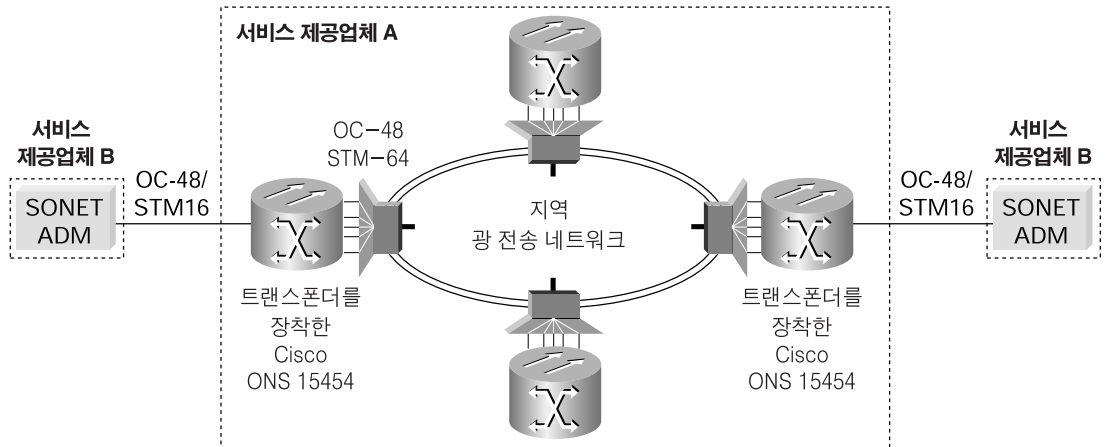 서비스 제공업체 A
서비스
제공업체 B
OC-48/
STM16
SONET
ADM
OC-48
STM-64
트랜스폰더를
장착한
Cisco
ONS 15454
지역
광 전송 네트워크
트랜스폰더를
장착한
Cisco
ONS 15454
OC-48/
STM16
서비스
제공업체 B
SONET
ADM